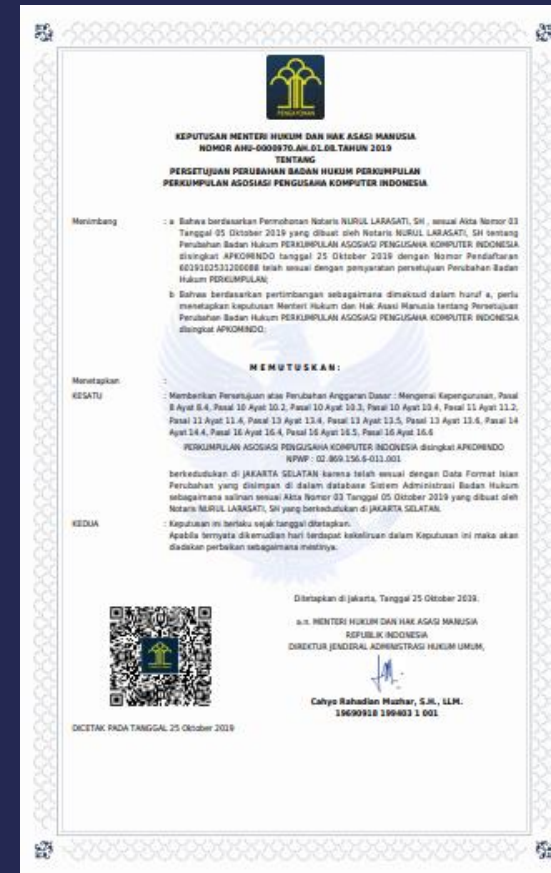 PENGAYOMAN
KEPUTUSAN MENTERI HUKUM DAN HAK ASASI MANUSIA
NOMOR AHU-0000970.AH.01.08.TAHUN 2019
TENTANG
PERSETUJUAN PERUBAHAN BADAN HUKUM PERKUMPULAN
PERKUMPULAN ASOSIASI PENGUSAHA KOMPUTER INDONESIA
Menimbang : a Bahwa berdasarkan Permohonan Notaris NURUL LARASATI, SH , sesuai Akta Nomor 03
Tanggal 05 Oktober 2019 yang dibuat oleh Notaris NURUL LARASATI, SH tentang
Perubahan Badan Hukum PERKUMPULAN ASOSIASI PENGUSAHA KOMPUTER INDONESIA
disingkat APKOMINDO tanggal 25 Oktober 2019 dengan Nomor Pendaftaran
6019102531200088 telah sesuai dengan persyaratan persetujuan Perubahan Badan
Hukum PERKUMPULAN;
b Bahwa berdasarkan pertimbangan sebagaimana dimaksud dalam huruf a, perlu
menetapkan keputusan Menteri Hukum dan Hak Asasi Manusia tentang Persetujuan
Perubahan Badan Hukum PERKUMPULAN ASOSIASI PENGUSAHA KOMPUTER INDONESIA
disingkat APKOMINDO;
M E M U T U S K A N :
Menetapkan :
KESATU : Memberikan Persetujuan atas Perubahan Anggaran Dasar : Mengenai Kepengurusan, Pasal
8 Ayat 8.4, Pasal 10 Ayat 10.2, Pasal 10 Ayat 10.3, Pasal 10 Ayat 10.4, Pasal 11 Ayat 11.2,
Pasal 11 Ayat 11.4, Pasal 13 Ayat 13.4, Pasal 13 Ayat 13.5, Pasal 13 Ayat 13.6, Pasal 14
Ayat 14.4, Pasal 16 Ayat 16.4, Pasal 16 Ayat 16.5, Pasal 16 Ayat 16.6
PERKUMPULAN ASOSIASI PENGUSAHA KOMPUTER INDONESIA disingkat APKOMINDO
NPWP : 02.869.156.6-011.001
berkedudukan di JAKARTA SELATAN karena telah sesuai dengan Data Format Isian
Perubahan yang disimpan di dalam database Sistem Administrasi Badan Hukum
sebagaimana salinan sesuai Akta Nomor 03 Tanggal 05 Oktober 2019 yang dibuat oleh
Notaris NURUL LARASATI, SH yang berkedudukan di JAKARTA SELATAN.
KEDUA : Keputusan ini berlaku sejak tanggal ditetapkan.
Apabila ternyata dikemudian hari terdapat kekeliruan dalam Keputusan ini maka akan
diadakan perbaikan sebagaimana mestinya.
Ditetapkan di Jakarta, Tanggal 25 Oktober 2019.
a.n. MENTERI HUKUM DAN HAK ASASI MANUSIA
REPUBLIK INDONESIA
DIREKTUR JENDERAL ADMINISTRASI HUKUM UMUM,
Cahyo Rahadian Muzhar, S.H., LLM.
19690918 199403 1 001
DICETAK PADA TANGGAL 25 Oktober 2019